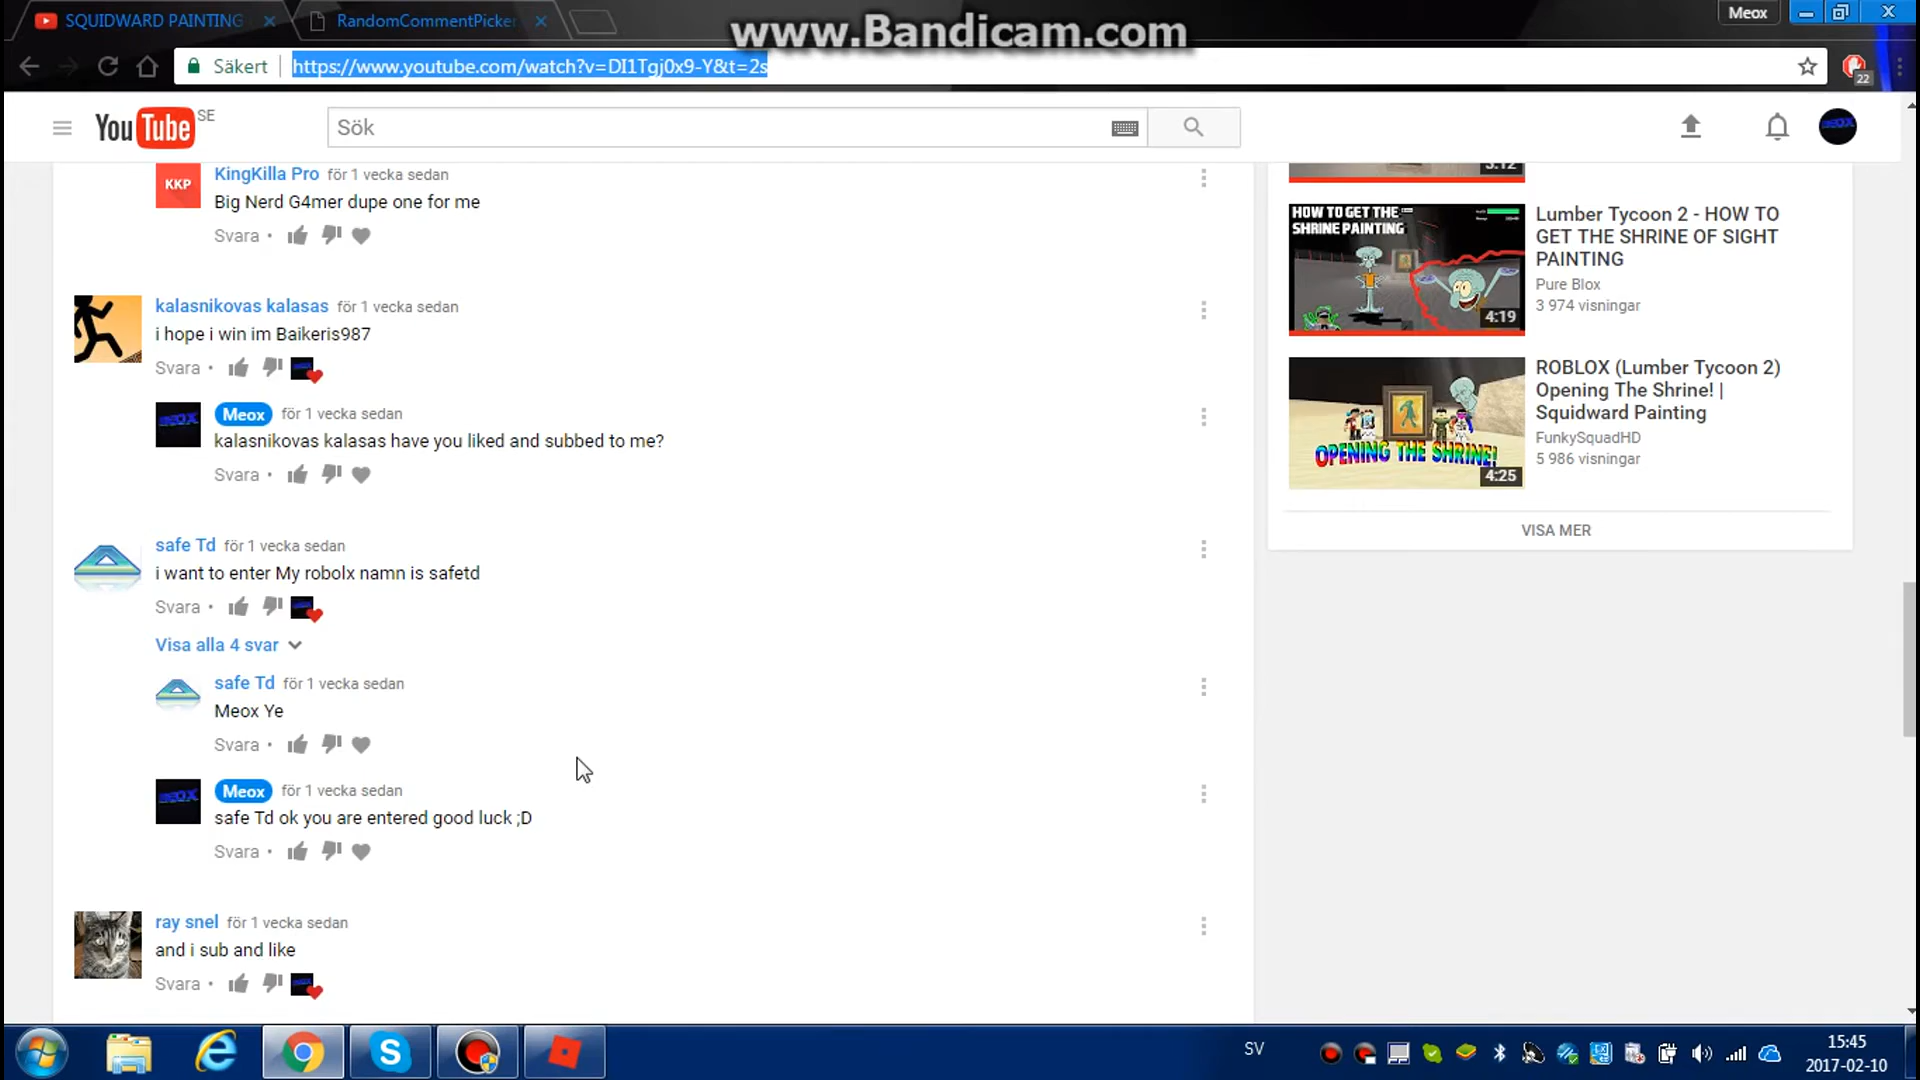 SQUIDWARD PAINTING
RandomCommentPicker
www.Bandicam.com
Meox
Säkert
https://www.youtube.com/watch?v=DI1Tgj0x9-Y&t=2s
22
YouTube SE
Sök
KKP
KingKilla Pro för 1 vecka sedan
Big Nerd G4mer dupe one for me
Svara •
kalasnikovas kalasas för 1 vecka sedan
i hope i win im Baikeris987
Svara •
MEOX
Meox för 1 vecka sedan
kalasnikovas kalasas have you liked and subbed to me?
Svara •
safe Td för 1 vecka sedan
i want to enter My robolx namn is safetd
Svara •
Visa alla 4 svar
safe Td för 1 vecka sedan
Meox Ye
Svara •
MEOX
Meox för 1 vecka sedan
safe Td ok you are entered good luck ;D
Svara •
ray snel för 1 vecka sedan
and i sub and like
Svara •
3:12
HOW TO GET THE
SHRINE PAINTING
4:19
Lumber Tycoon 2 - HOW TO
GET THE SHRINE OF SIGHT
PAINTING
Pure Blox
3 974 visningar
OPENING THE SHRINE!
4:25
ROBLOX (Lumber Tycoon 2)
Opening The Shrine! |
Squidward Painting
FunkySquadHD
5 986 visningar
VISA MER
SV
15:45
2017-02-10